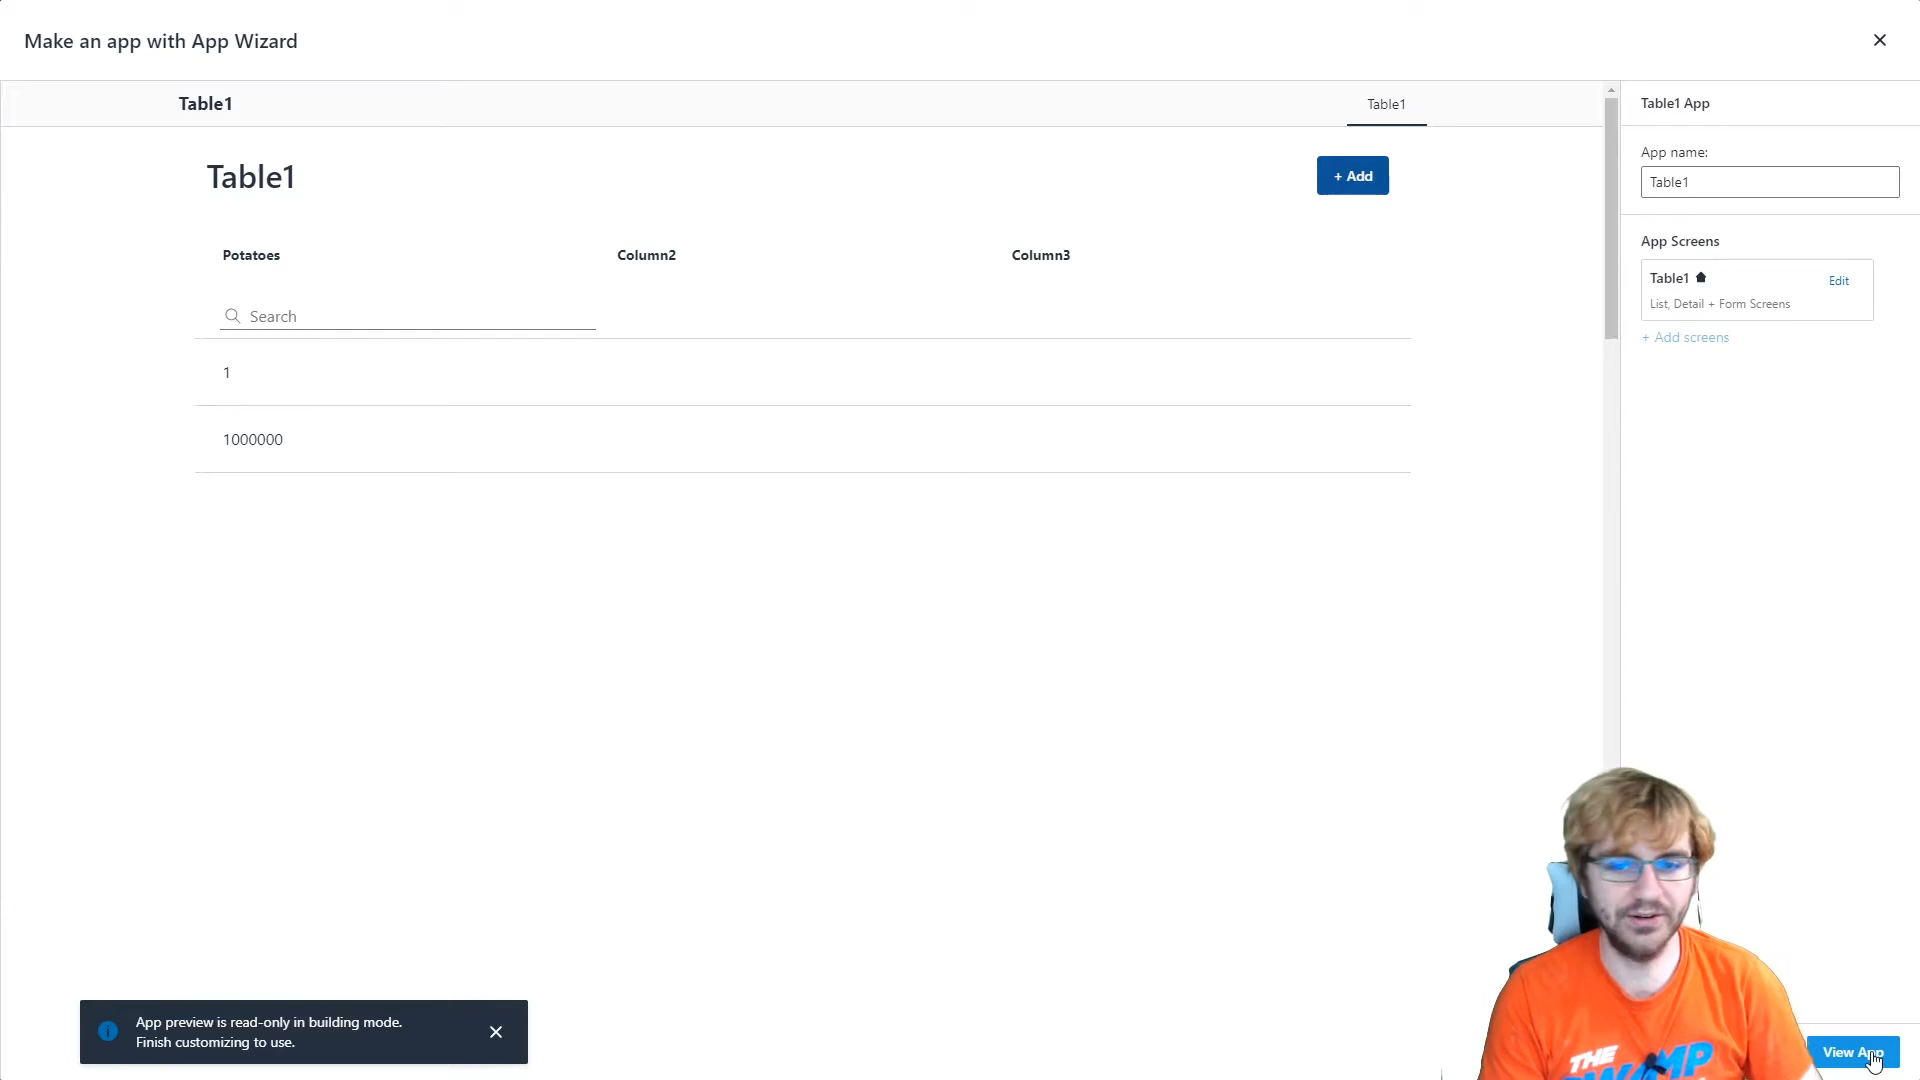 Make an app with App Wizard
Table1
Table1
Table1 App
App name:
Table1
Table1
+ Add
App Screens
Table1
Edit
List, Detail + Form Screens
+ Add screens
Potatoes
Column2
Column3
Search
1
1000000
App preview is read-only in building mode.
Finish customizing to use.
View App
THE